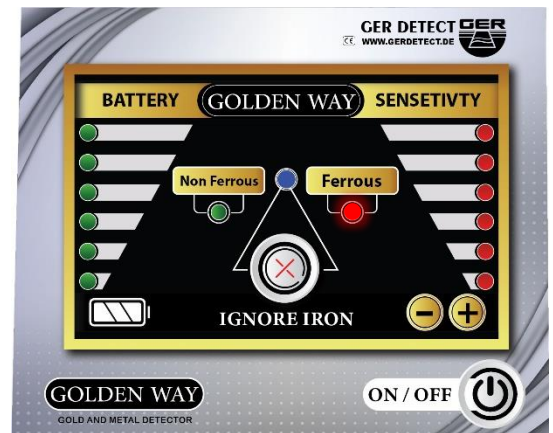 GER DETECT GER
CE WWW.GERDETECT.DE
BATTERY GOLDEN WAY SENSETIVTY
Non Ferrous Ferrous
IGNORE IRON
- +
GOLDEN WAY ON / OFF
GOLD AND METAL DETECTOR